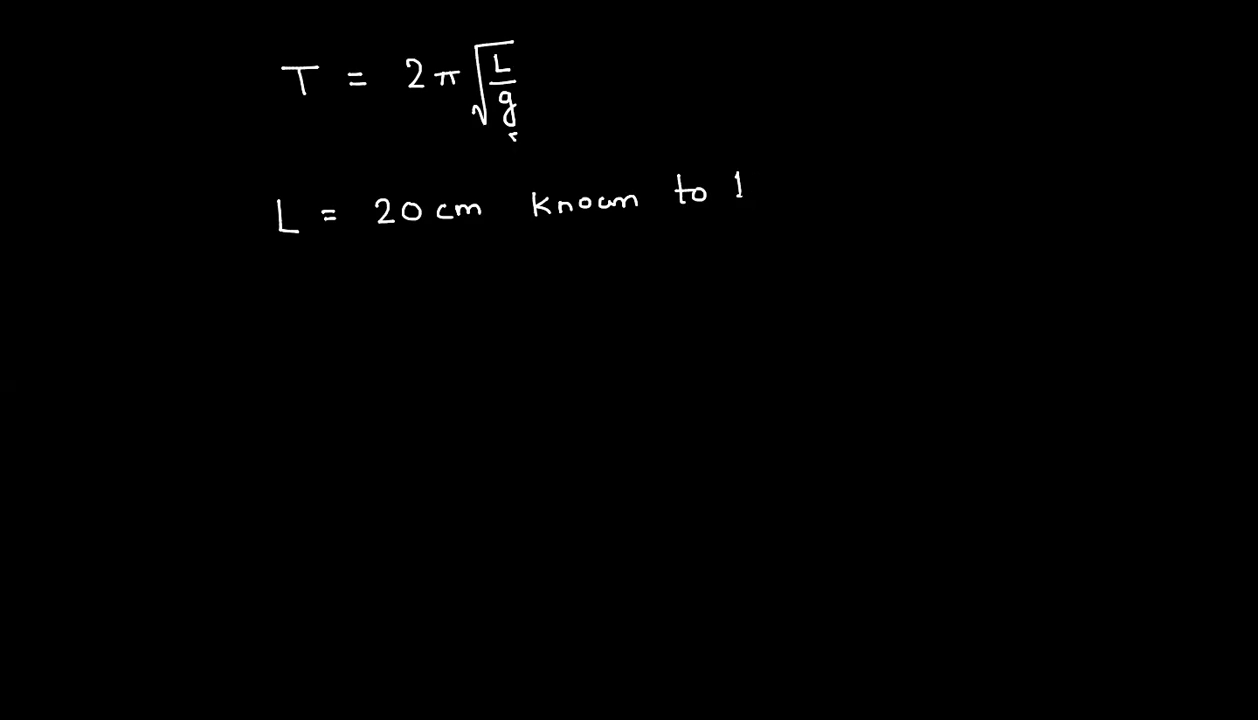 T = 2π√(L/g)
L = 20 cm known to 1